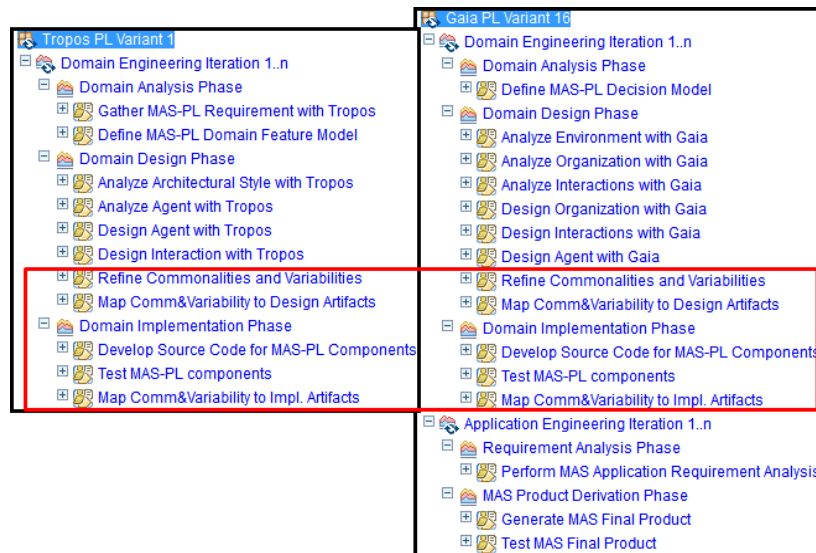 Tropos PL Variant 1
Domain Engineering Iteration 1..n
Domain Analysis Phase
Gather MAS-PL Requirement with Tropos
Define MAS-PL Domain Feature Model
Domain Design Phase
Analyze Architectural Style with Tropos
Analyze Agent with Tropos
Design Agent with Tropos
Design Interaction with Tropos
Refine Commonalities and Variabilities
Map Comm&Variability to Design Artifacts
Domain Implementation Phase
Develop Source Code for MAS-PL Components
Test MAS-PL components
Map Comm&Variability to Impl. Artifacts
Gaia PL Variant 16
Domain Engineering Iteration 1..n
Domain Analysis Phase
Define MAS-PL Decision Model
Domain Design Phase
Analyze Environment with Gaia
Analyze Organization with Gaia
Analyze Interactions with Gaia
Design Organization with Gaia
Design Interactions with Gaia
Design Agent with Gaia
Refine Commonalities and Variabilities
Map Comm&Variability to Design Artifacts
Domain Implementation Phase
Develop Source Code for MAS-PL Components
Test MAS-PL components
Map Comm&Variability to Impl. Artifacts
Application Engineering Iteration 1..n
Requirement Analysis Phase
Perform MAS Application Requirement Analysis
MAS Product Derivation Phase
Generate MAS Final Product
Test MAS Final Product